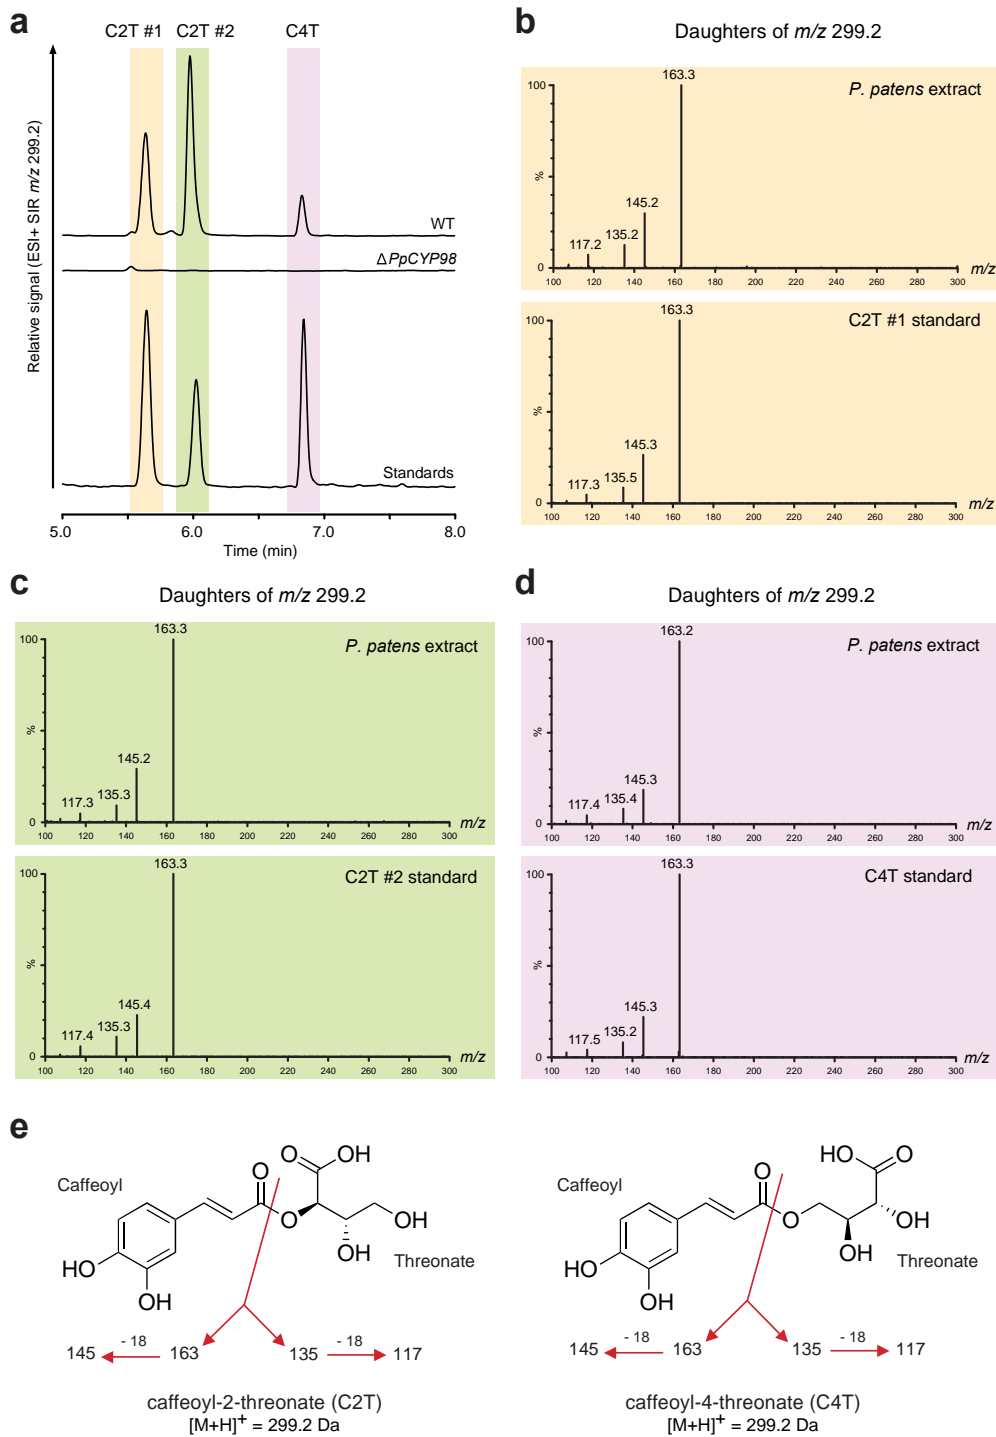 a
C2T #1
C2T #2
C4T
Relative signal (ESI+ SIR m/z 299.2)
WT
ΔPpCYP98
Standards
5.0
6.0
7.0
8.0
Time (min)
b
Daughters of m/z 299.2
P. patens extract
163.3
100
%
145.2
135.2
117.2
0
100 120 140 160 180 200 220 240 260 280 300
m/z
C2T #1 standard
163.3
100
%
145.3
135.5
117.3
0
100 120 140 160 180 200 220 240 260 280 300
m/z
c
Daughters of m/z 299.2
P. patens extract
163.3
100
%
145.2
135.3
117.3
0
100 120 140 160 180 200 220 240 260 280 300
m/z
C2T #2 standard
163.3
100
%
145.4
135.3
117.4
0
100 120 140 160 180 200 220 240 260 280 300
m/z
d
Daughters of m/z 299.2
P. patens extract
163.2
100
%
145.3
135.4
117.4
0
100 120 140 160 180 200 220 240 260 280 300
m/z
C4T standard
163.3
100
%
145.3
135.2
117.5
0
100 120 140 160 180 200 220 240 260 280 300
m/z
e
Caffeoyl
O
O
OH
O
OH
OH
HO
OH
Threonate
145
- 18
163
135
- 18
117
caffeoyl-2-threonate (C2T)
[M+H]+ = 299.2 Da
Caffeoyl
O
HO
O
O
OH
OH
HO
OH
Threonate
145
- 18
163
135
- 18
117
caffeoyl-4-threonate (C4T)
[M+H]+ = 299.2 Da